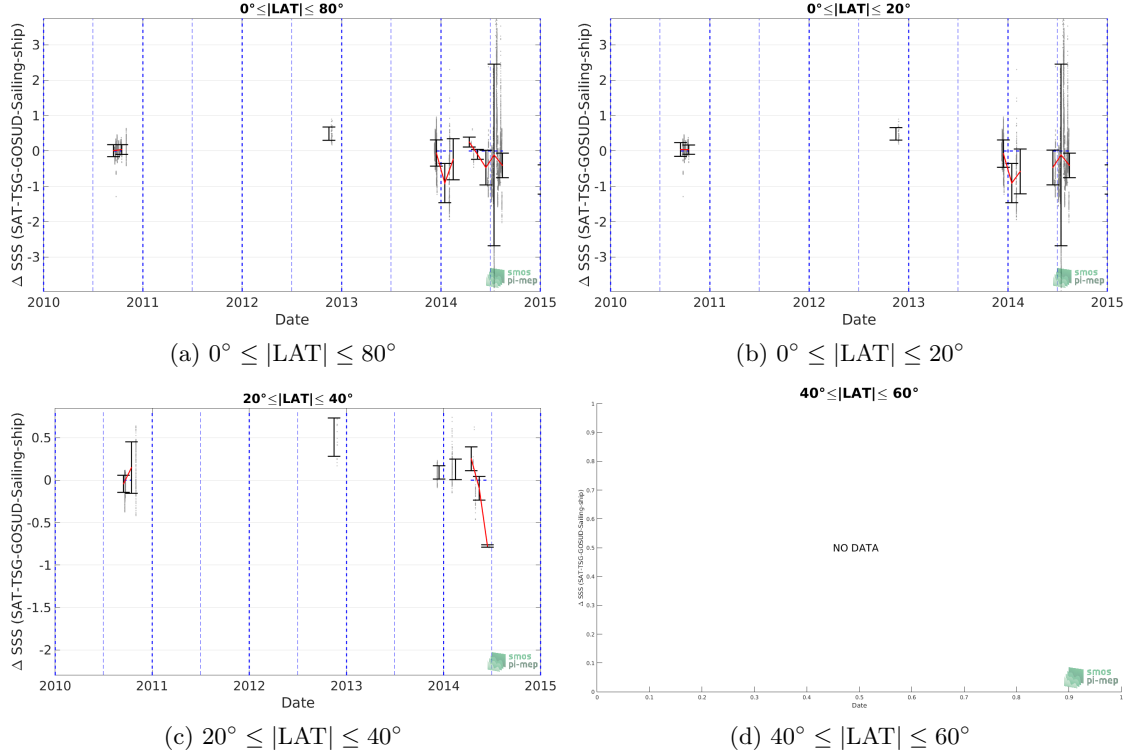 0°≤|LAT|≤ 80°
Δ SSS (SAT-TSG-GOSUD-Sailing-ship)
3
2
1
0
-1
-2
-3
2010 2011 2012 2013 2014 2015
Date
smos
pi-mep
(a) 0° ≤ |LAT| ≤ 80°
0°≤|LAT|≤ 20°
Δ SSS (SAT-TSG-GOSUD-Sailing-ship)
3
2
1
0
-1
-2
-3
2010 2011 2012 2013 2014 2015
Date
smos
pi-mep
(b) 0° ≤ |LAT| ≤ 20°
20°≤|LAT|≤ 40°
Δ SSS (SAT-TSG-GOSUD-Sailing-ship)
0.5
0
-0.5
-1
-1.5
-2
2010 2011 2012 2013 2014 2015
Date
smos
pi-mep
(c) 20° ≤ |LAT| ≤ 40°
40°≤|LAT|≤ 60°
Δ SSS (SAT-TSG-GOSUD-Sailing-ship)
1
0.9
0.8
0.7
0.6
0.5
0.4
0.3
0.2
0.1
0
NO DATA
0 0.1 0.2 0.3 0.4 0.5 0.6 0.7 0.8 0.9 1
Date
smos
pi-mep
(d) 40° ≤ |LAT| ≤ 60°